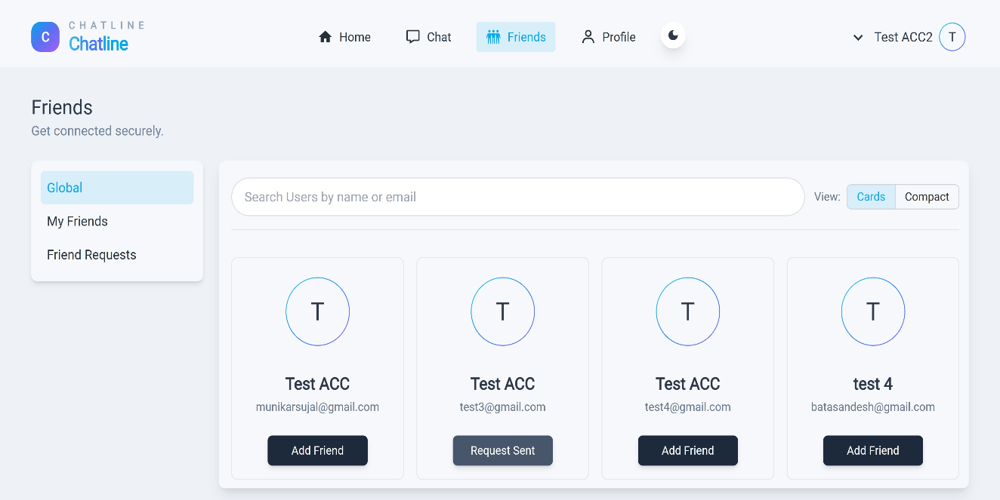 C
CHATLINE
Chatline
Home
Chat
Friends
Profile
Test ACC2
T
Friends
Get connected securely.
Global
My Friends
Friend Requests
Search Users by name or email
View:
Cards
Compact
T
Test ACC
munikarsujal@gmail.com
Add Friend
T
Test ACC
test3@gmail.com
Request Sent
T
Test ACC
test4@gmail.com
Add Friend
T
test 4
batasandesh@gmail.com
Add Friend